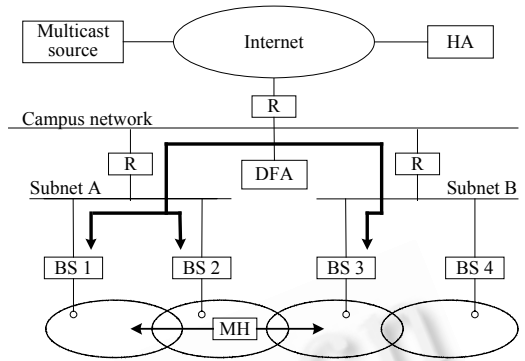 Multicast
source
Internet
HA
R
Campus network
R
DFA
R
Subnet A
Subnet B
BS 1
BS 2
BS 3
BS 4
MH